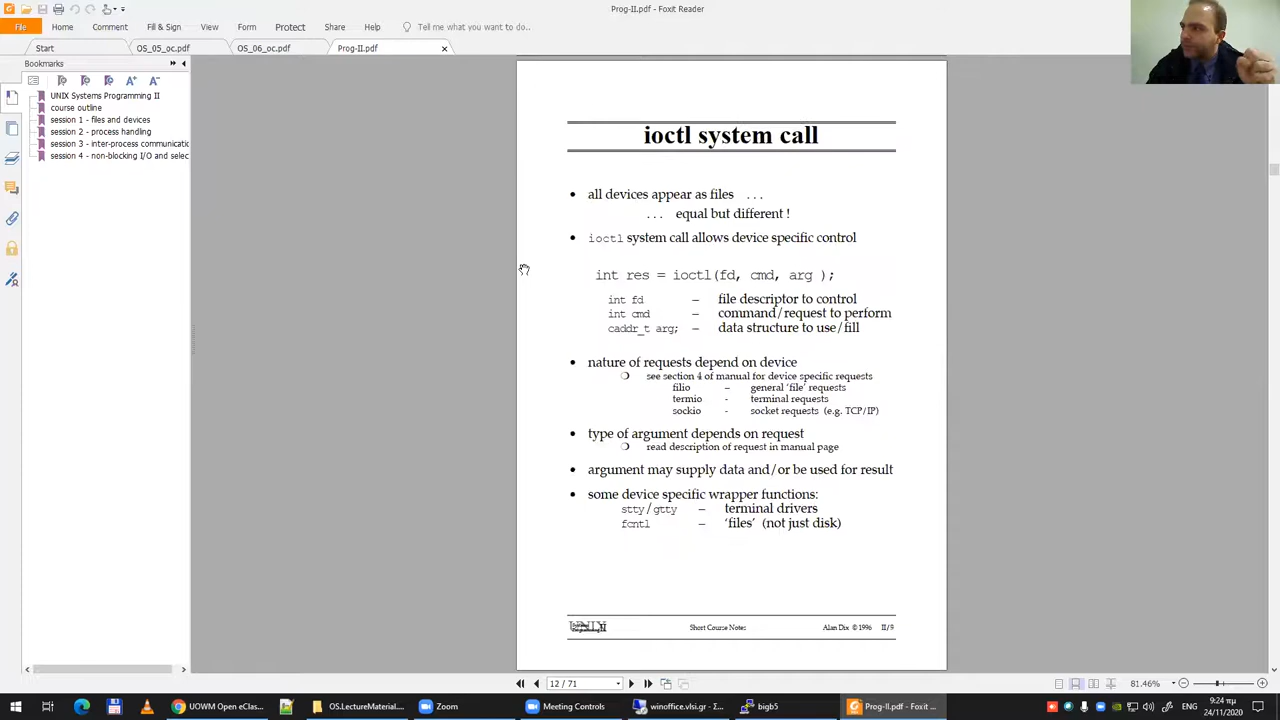 Prog-II.pdf - Foxit Reader
File
Home
Comment
Fill & Sign
View
Form
Protect
Share
Help
Tell me what you want to do..
Start
OS_05_oc.pdf
OS_06_oc.pdf
Prog-II.pdf
Bookmarks
UNIX Systems Programming II
course outline
session 1 - files and devices
session 2 - process handling
session 3 - inter-process communicatio
session 4 - non-blocking I/O and selec
ioctl system call
• all devices appear as files ...
... equal but different !
• ioctl system call allows device specific control
int res = ioctl(fd, cmd, arg );
int fd – file descriptor to control
int cmd – command/request to perform
caddr_t arg; – data structure to use/fill
• nature of requests depend on device
❍ see section 4 of manual for device specific requests
filio – general ‘file’ requests
termio - terminal requests
sockio - socket requests (e.g. TCP/IP)
• type of argument depends on request
❍ read description of request in manual page
• argument may supply data and/or be used for result
• some device specific wrapper functions:
stty/gtty – terminal drivers
fcntl – ‘files’ (not just disk)
Short Course Notes
Alan Dix ©1996 II/9
12 / 71
81.46%
UOWM Open eClas...
OS.LectureMaterial....
Zoom
Meeting Controls
winoffice.vlsi.gr - Σ...
bigb5
Prog-II.pdf - Foxit ...
EN
9:24 πμ
24/11/2020